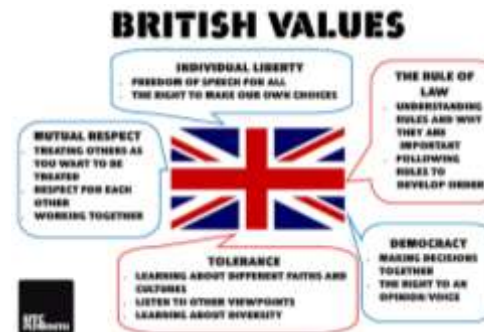 BRITISH VALUES
INDIVIDUAL LIBERTY
FREEDOM OF SPEECH FOR ALL
THE RIGHT TO MAKE OUR OWN CHOICES
THE RULE OF
LAW
UNDERSTANDING
RULES AND WHY
THEY ARE
IMPORTANT
FOLLOWING
RULES TO
DEVELOP ORDER
MUTUAL RESPECT
TREATING OTHERS AS
YOU WANT TO BE
TREATED
RESPECT FOR EACH
OTHER
WORKING TOGETHER
TOLERANCE
LEARNING ABOUT DIFFERENT FAITHS AND
CULTURES
LISTEN TO OTHER VIEWPOINTS
LEARNING ABOUT DIVERSITY
DEMOCRACY
MAKING DECISIONS
TOGETHER
THE RIGHT TO AN
OPINION/VOICE